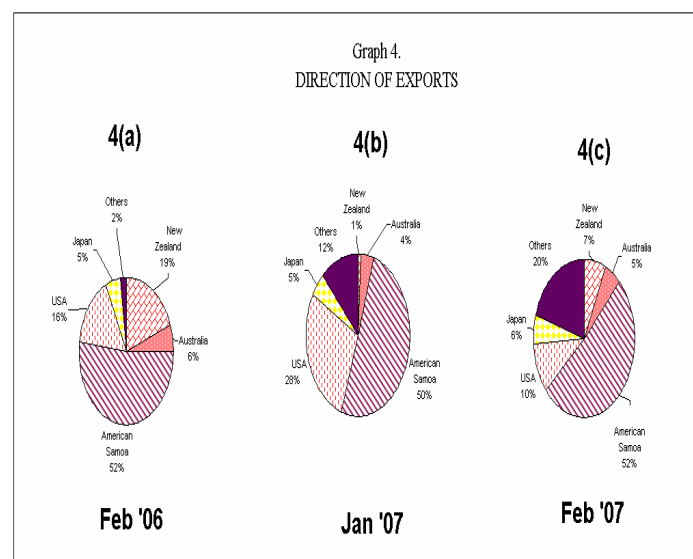 Graph 4.
DIRECTION OF EXPORTS
4(a)
Others
2%
New
Zealand
19%
Japan
5%
USA
16%
Australia
6%
American
Samoa
52%
Feb '06
4(b)
New
Zealand
1%
Australia
4%
Others
12%
Japan
5%
USA
28%
American
Samoa
50%
Jan '07
4(c)
New
Zealand
7%
Australia
5%
Others
20%
Japan
6%
USA
10%
American
Samoa
52%
Feb '07